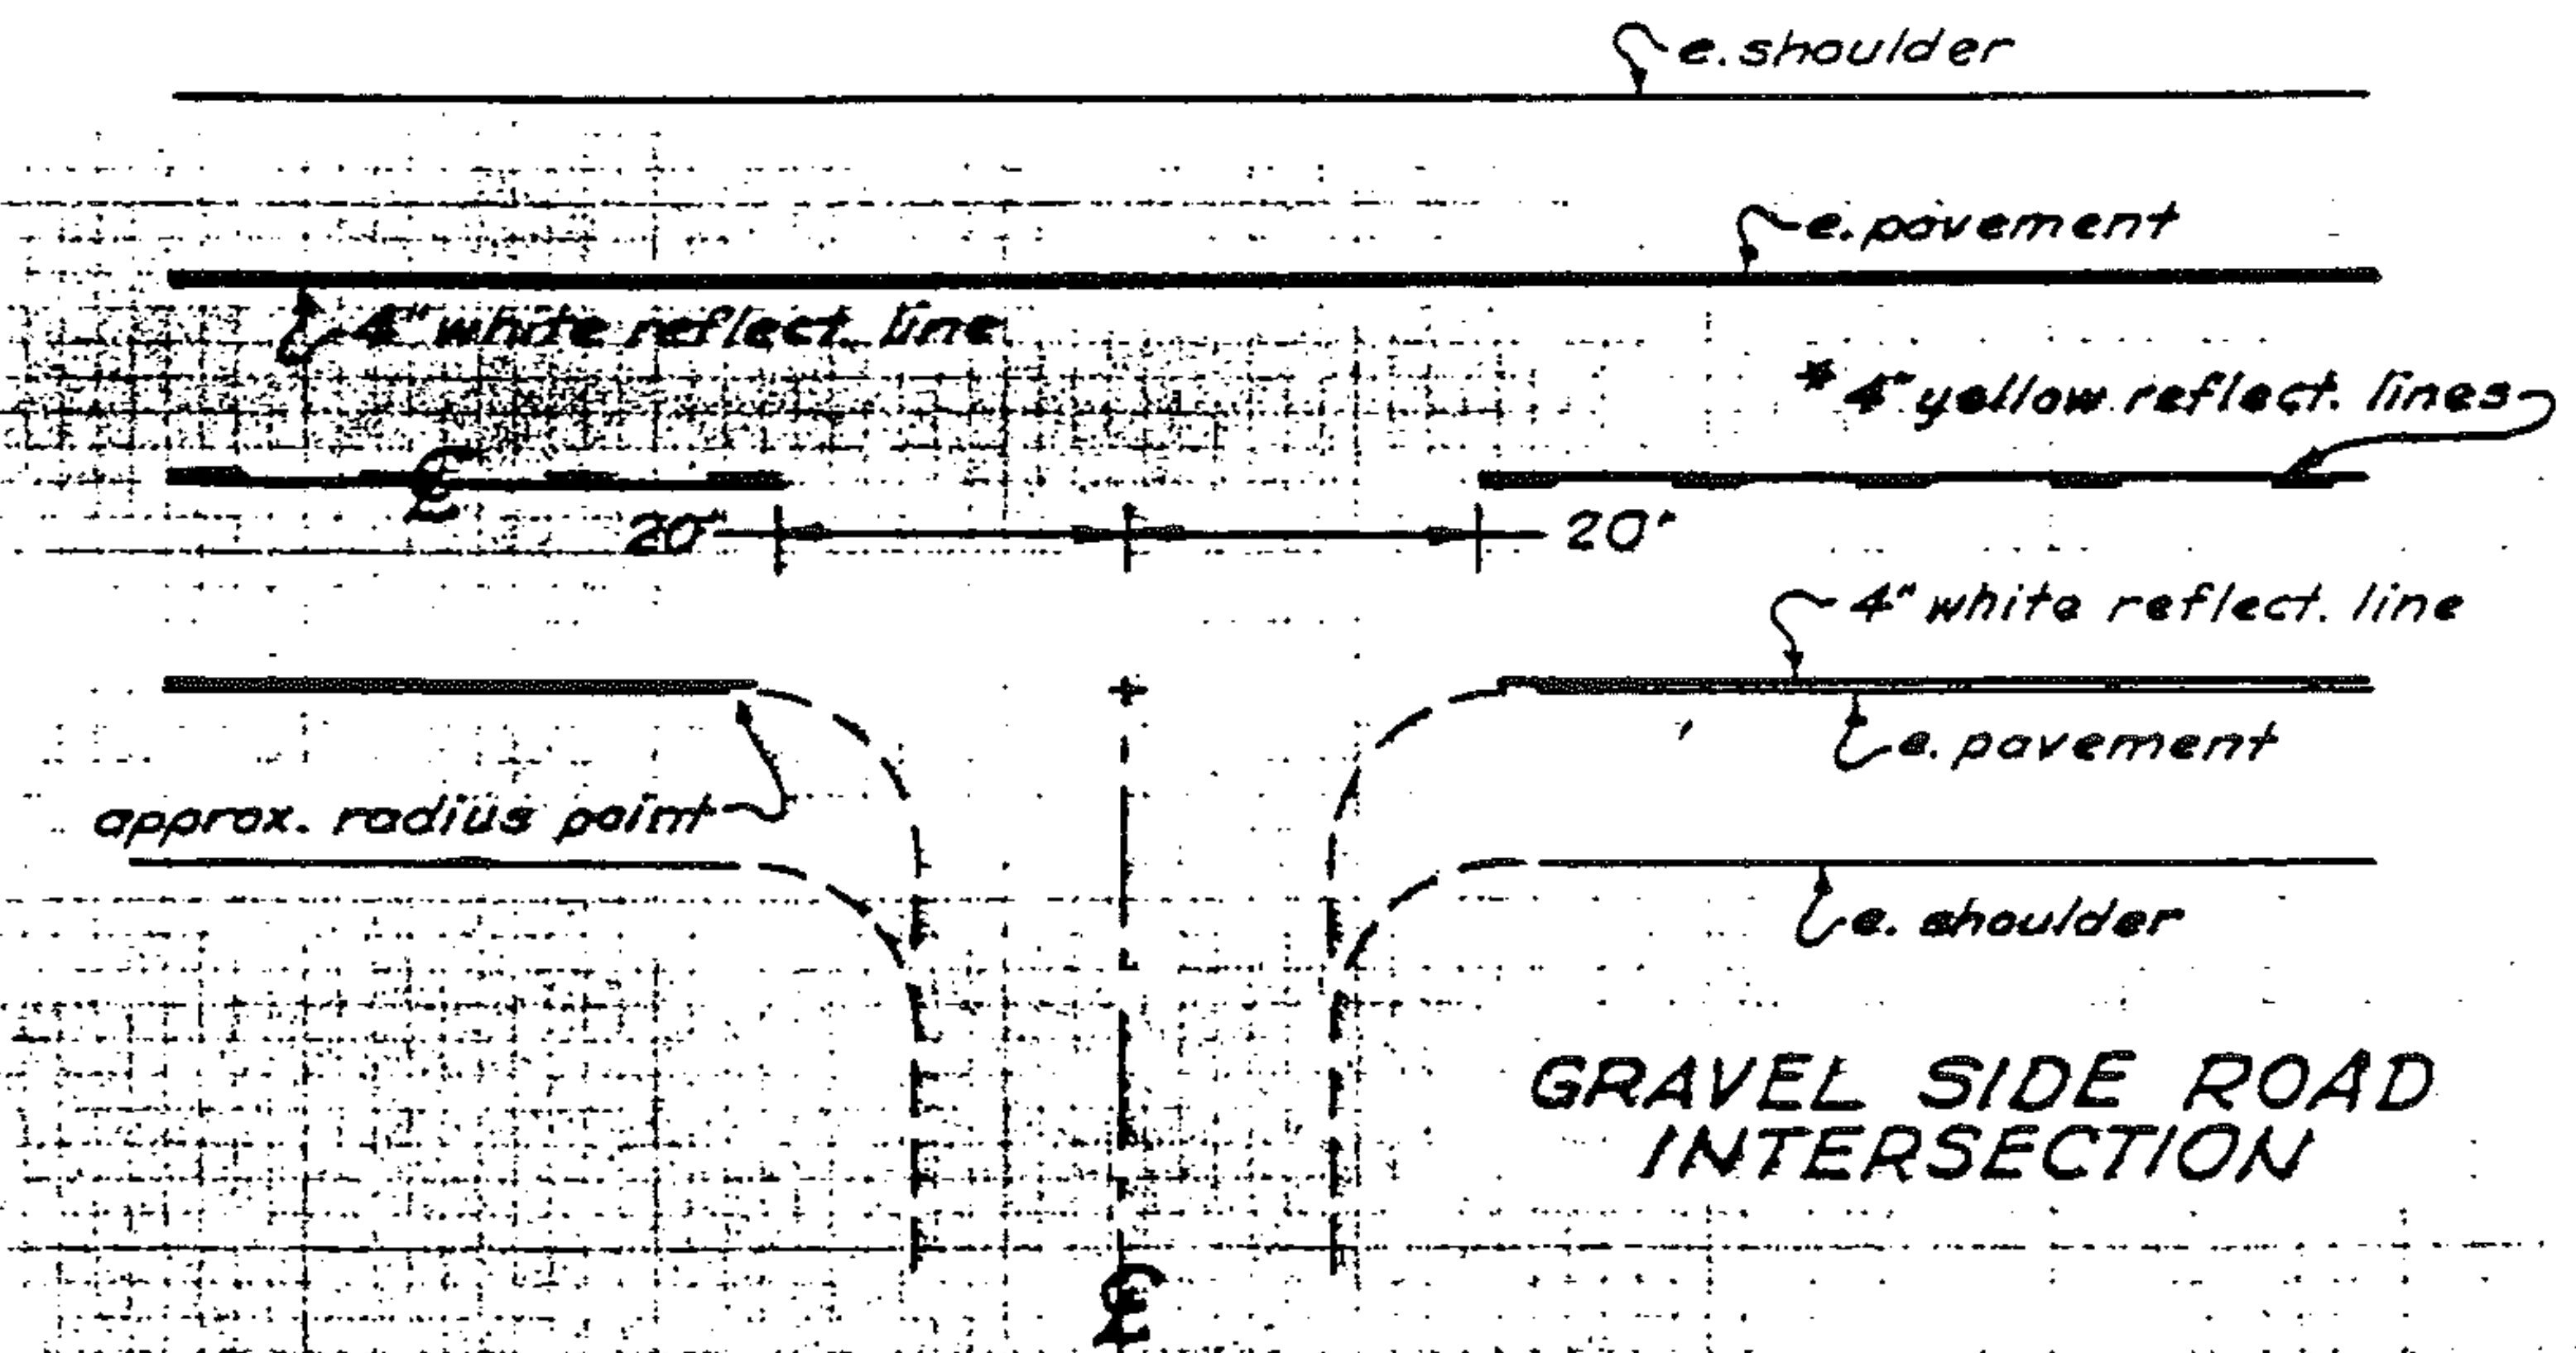 e. shoulder
e. pavement
4" white reflect. line
* 4" yellow reflect. lines
℄
20' 20'
4" white reflect. line
e. pavement
approx. radius point
e. shoulder
GRAVEL SIDE ROAD
INTERSECTION
℄